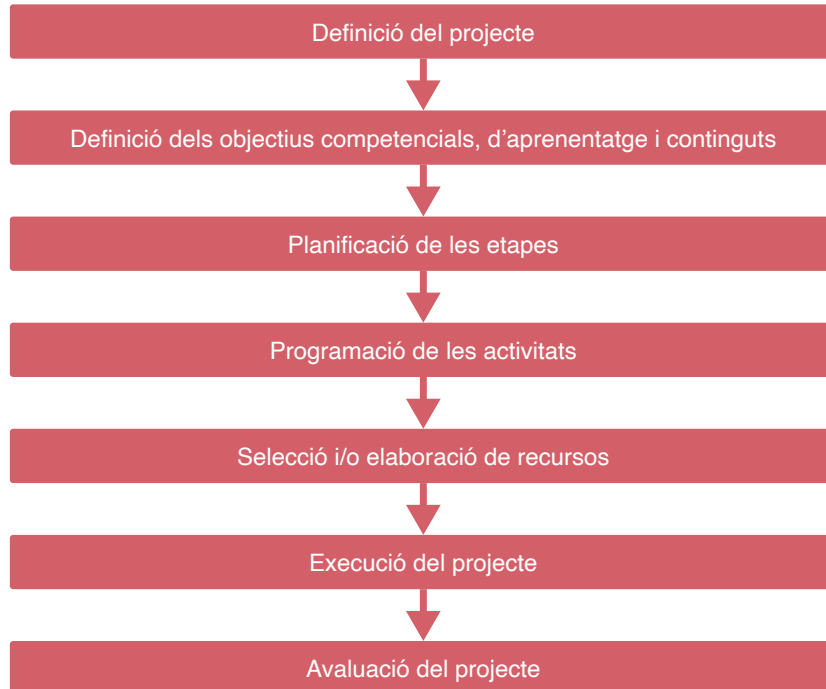 Definició del projecte
Definició dels objectius competencials, d’aprenentatge i continguts
Planificació de les etapes
Programació de les activitats
Selecció i/o elaboració de recursos
Execució del projecte
Avaluació del projecte